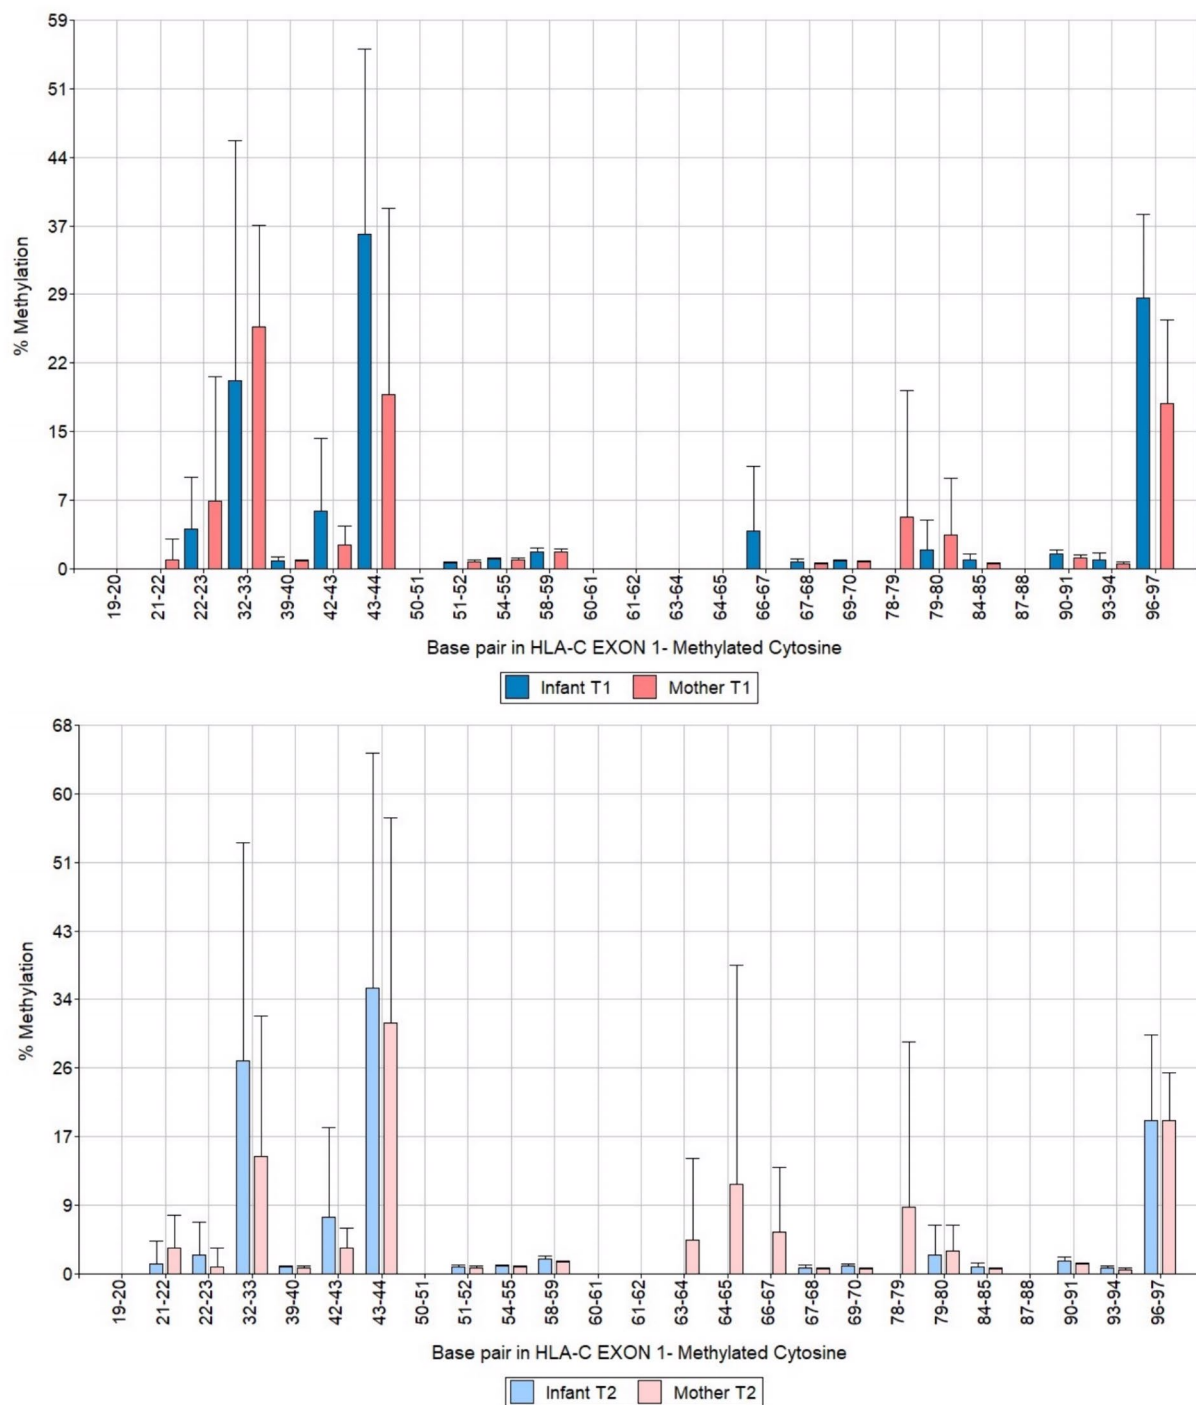 59
51
44
37
29
22
15
7
0
% Methylation
19-20 21-22 22-23 32-33 39-40 42-43 43-44 50-51 51-52 54-55 58-59 60-61 61-62 63-64 64-65 66-67 67-68 69-70 78-79 79-80 84-85 87-88 90-91 93-94 96-97
Base pair in HLA-C EXON 1- Methylated Cytosine
Infant T1 Mother T1
68
60
51
43
34
26
17
9
0
% Methylation
19-20 21-22 22-23 32-33 39-40 42-43 43-44 50-51 51-52 54-55 58-59 60-61 61-62 63-64 64-65 66-67 67-68 69-70 78-79 79-80 84-85 87-88 90-91 93-94 96-97
Base pair in HLA-C EXON 1- Methylated Cytosine
Infant T2 Mother T2